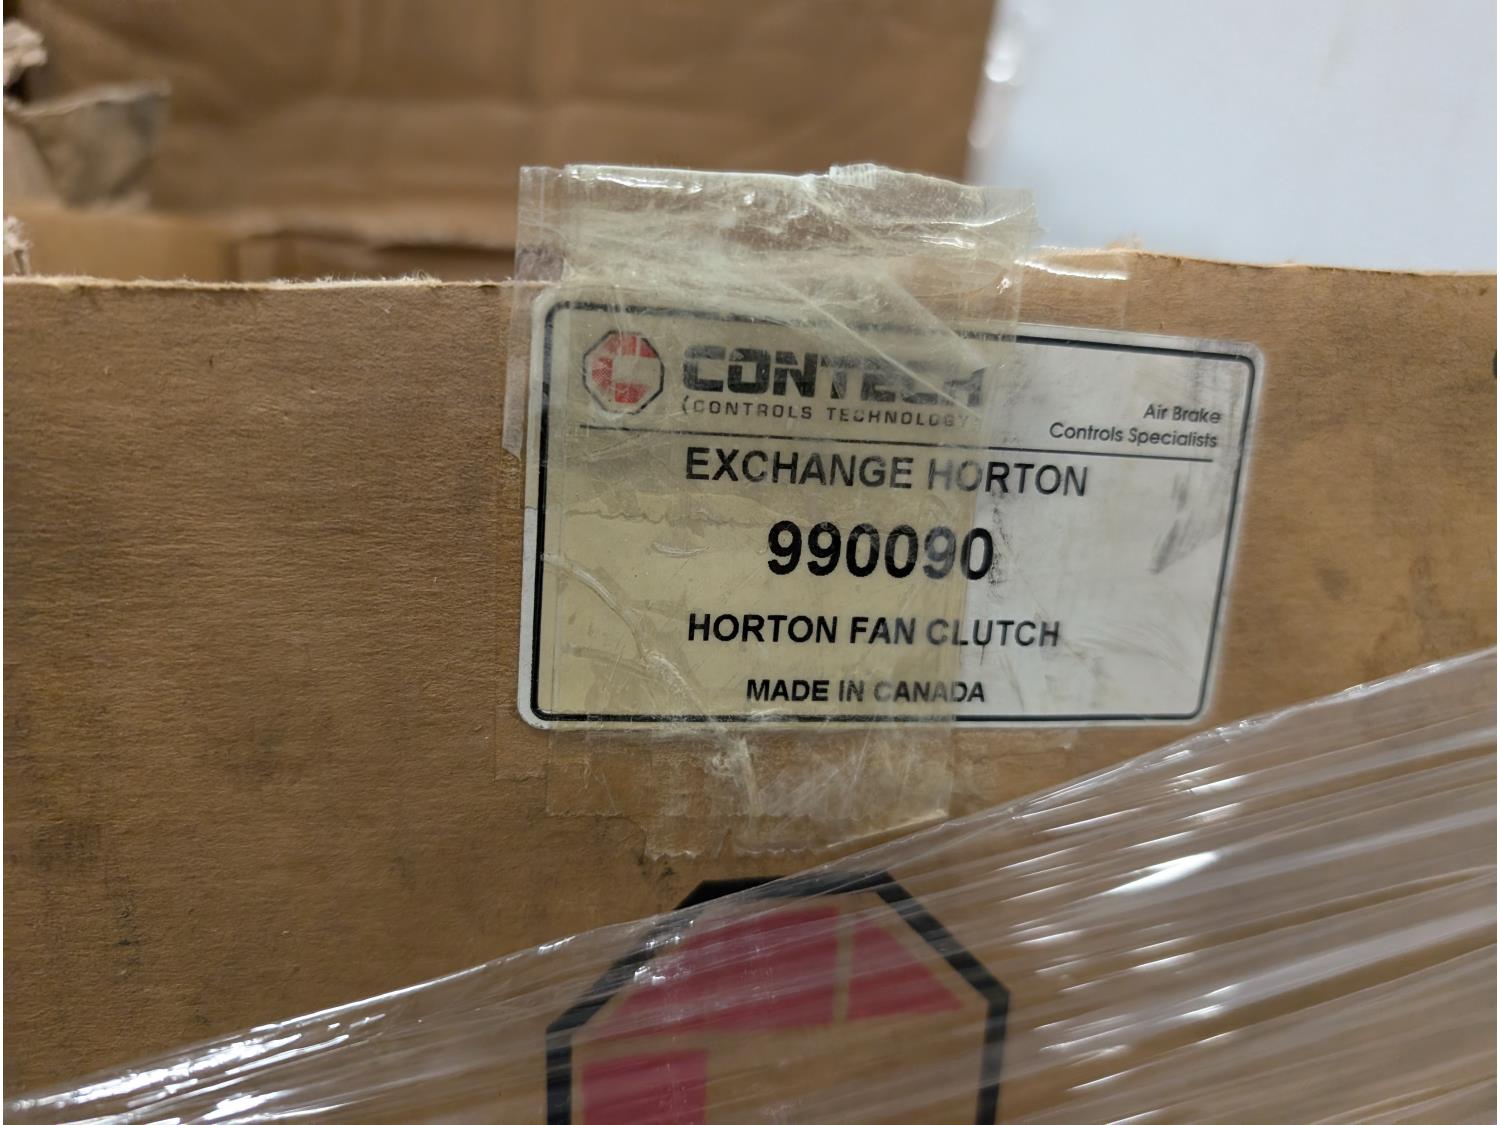 CONTECH
(CONTROLS TECHNOLOGY)
Air Brake
Controls Specialists
EXCHANGE HORTON
990090
HORTON FAN CLUTCH
MADE IN CANADA